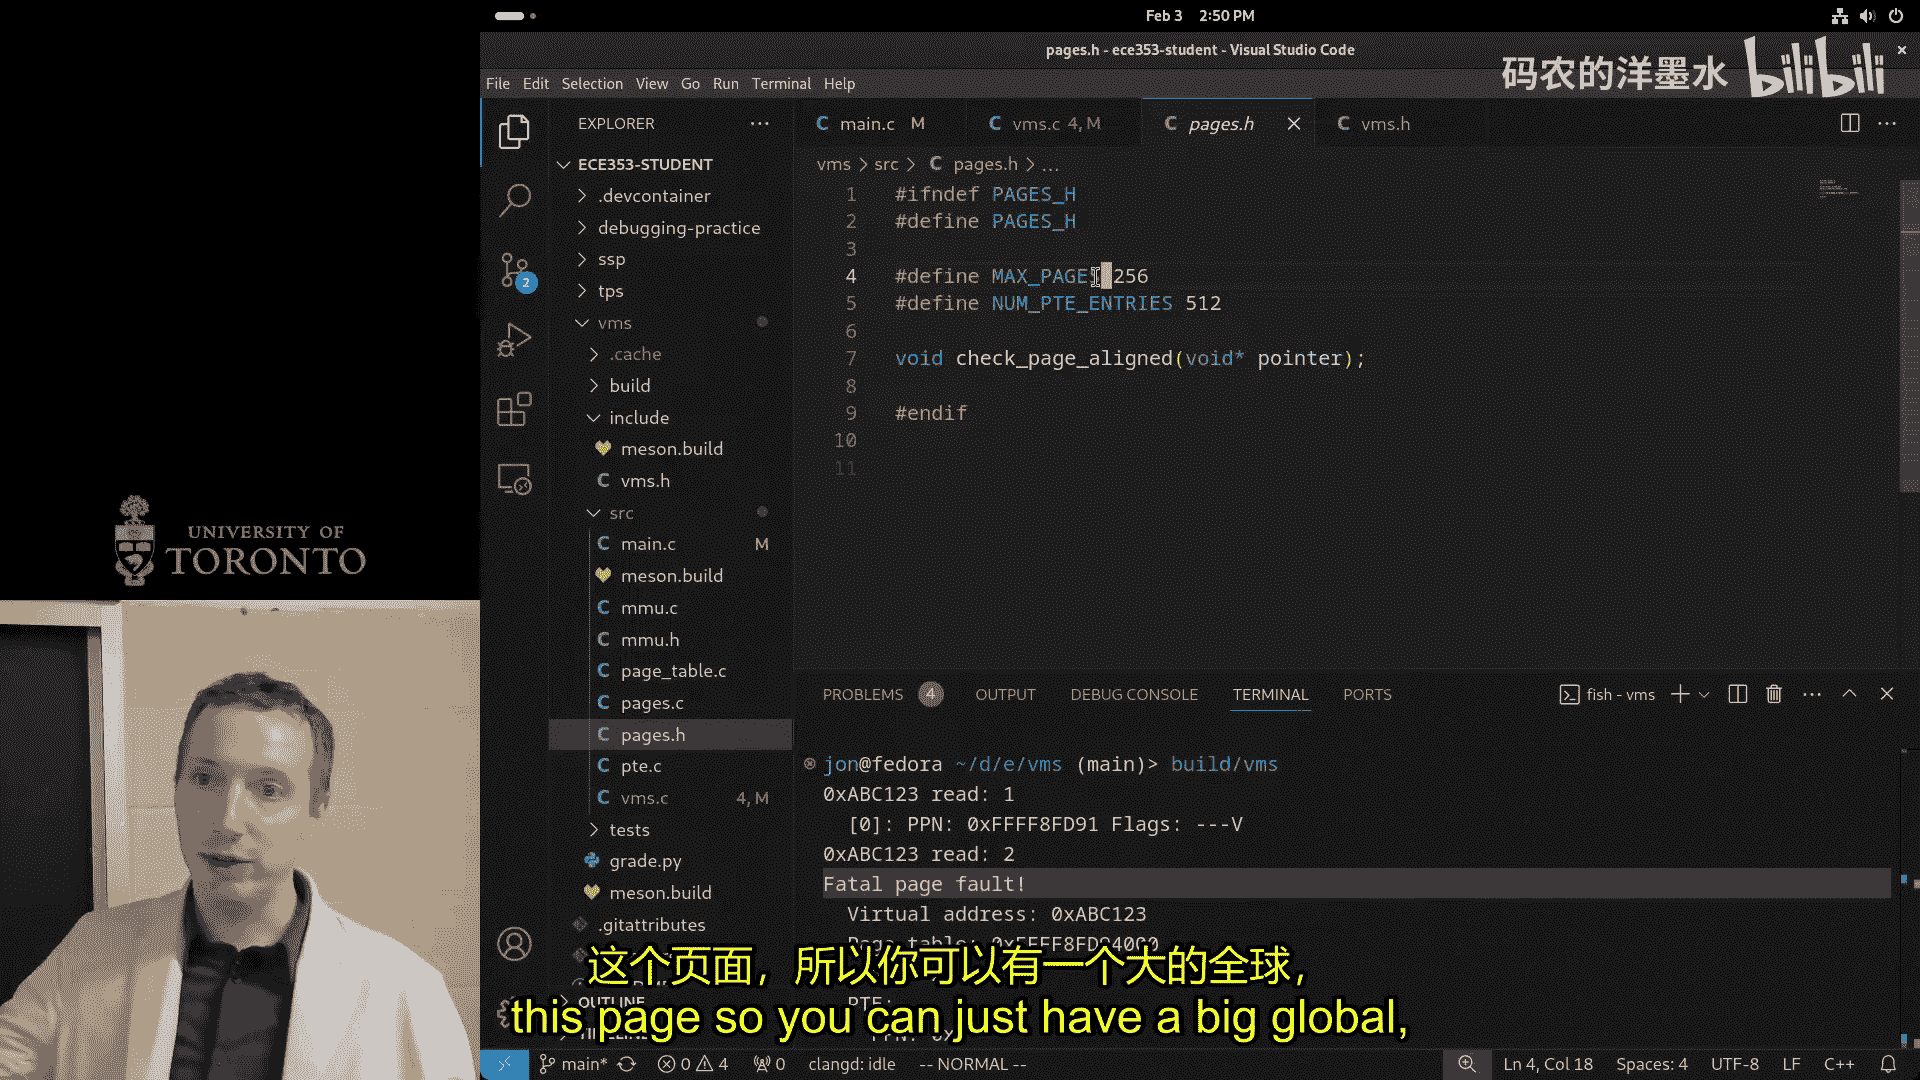 Feb 3 2:50 PM
pages.h - ece353-student - Visual Studio Code
码农的洋墨水 bilibili
File Edit Selection View Go Run Terminal Help
EXPLORER
main.c M
vms.c 4, M
pages.h
vms.h
vms > src > C pages.h > ...
ECE353-STUDENT
.devcontainer
debugging-practice
ssp
tps
vms
.cache
build
include
meson.build
vms.h
src
main.c M
meson.build
mmu.c
mmu.h
page_table.c
pages.c
pages.h
pte.c
vms.c 4, M
tests
grade.py
meson.build
.gitattributes
OUTLINE
2
1 #ifndef PAGES_H
2 #define PAGES_H
3
4 #define MAX_PAGES 256
5 #define NUM_PTE_ENTRIES 512
6
7 void check_page_aligned(void* pointer);
8
9 #endif
10
11
PROBLEMS 4 OUTPUT DEBUG CONSOLE TERMINAL PORTS
fish - vms
jon@fedora ~/d/e/vms (main)> build/vms
0xABC123 read: 1
[0]: PPN: 0xFFFF8FD91 Flags: ---V
0xABC123 read: 2
Fatal page fault!
Virtual address: 0xABC123
Page table: 0xFFFF8FD94000
PTE:
UNIVERSITY OF
TORONTO
这个页面，所以你可以有一个大的全球，
this page so you can just have a big global,
main* 0 4 0 clangd: idle -- NORMAL -- Ln 4, Col 18 Spaces: 4 UTF-8 LF C++